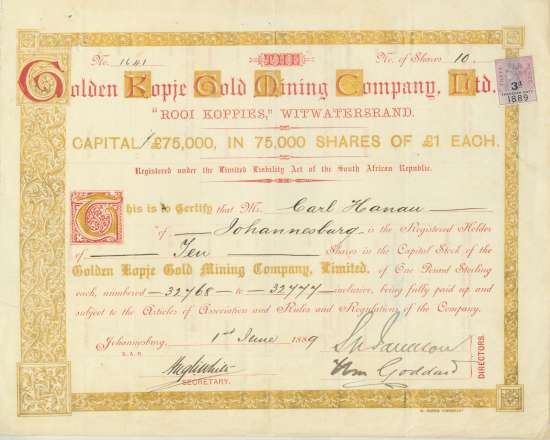 No. 1641 THE No. of Shares 10.
Golden Kopje Gold Mining Company, Ltd.
3d
1889
"ROOI KOPPIES," WITWATERSRAND.
CAPITAL £75,000, IN 75,000 SHARES OF £1 EACH.
Registered under the Limited Liability Act of the South African Republic.
This is to Certify that Mr. Carl Hanau
of Johannesburg is the Registered Holder
of Ten Shares in the Capital Stock of the
Golden Kopje Gold Mining Company, Limited, of One Pound Sterling
each, numbered 32768 to 32777 inclusive, being fully paid up and
subject to the Articles of Association and Rules and Regulations of the Company.
Johannesburg, 1st June 1889
S.A.R.
SECRETARY.
Wm Goddard
DIRECTORS.